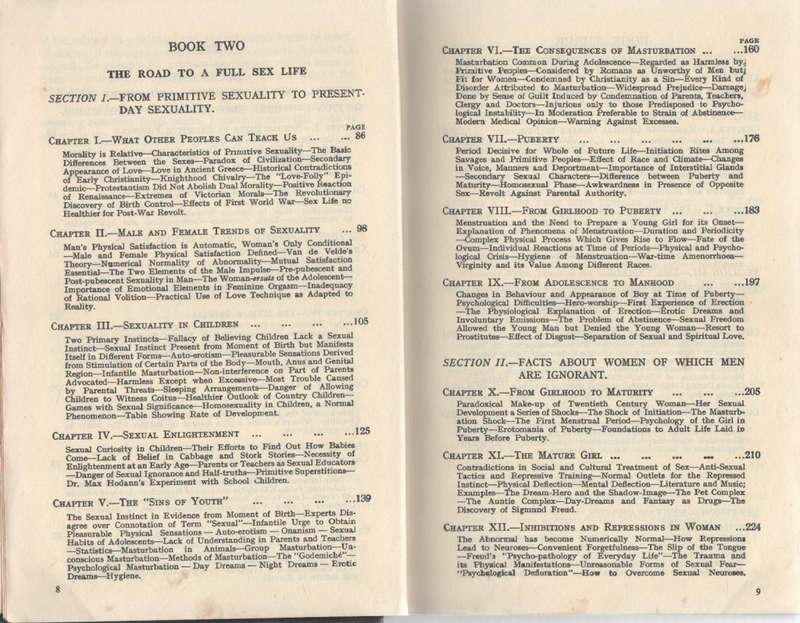 BOOK TWO
THE ROAD TO A FULL SEX LIFE
SECTION I.—FROM PRIMITIVE SEXUALITY TO PRESENT-
DAY SEXUALITY.
PAGE
CHAPTER I.—WHAT OTHER PEOPLES CAN TEACH US ... ... 86
Morality is Relative—Characteristics of Primitive Sexuality—The Basic
Differences Between the Sexes—Paradox of Civilization—Secondary
Appearance of Love—Love in Ancient Greece—Historical Contradictions
of Early Christianity—Knighthood Chivalry—The "Love-Folly" Epi-
demic—Protestantism Did Not Abolish Dual Morality—Positive Reaction
of Renaissance—Extremes of Victorian Morals—The Revolutionary
Discovery of Birth Control—Effects of First World War—Sex Life no
Healthier for Post-War Revolt.
CHAPTER II.—MALE AND FEMALE TRENDS OF SEXUALITY ... 98
Man's Physical Satisfaction is Automatic, Woman's Only Conditional
—Male and Female Physical Satisfaction Defined—Van de Velde's
Theory—Numerical Normality of Abnormality—Mutual Satisfaction
Essential—The Two Elements of the Male Impulse—Pre-pubescent and
Post-pubescent Sexuality in Man—The Woman-ersatz of the Adolescent—
Importance of Emotional Elements in Feminine Orgasm—Inadequacy
of Rational Volition—Practical Use of Love Technique as Adapted to
Reality.
CHAPTER III.—SEXUALITY IN CHILDREN ... ... ...105
Two Primary Instincts—Fallacy of Believing Children Lack a Sexual
Instinct—Sexual Instinct Present from Moment of Birth but Manifests
Itself in Different Forms—Auto-erotism—Pleasurable Sensations Derived
from Stimulation of Certain Parts of the Body—Mouth, Anus and Genital
Region—Infantile Masturbation—Non-interference on Part of Parents
Advocated—Harmless Except when Excessive—Most Trouble Caused
by Parental Threats—Sleeping Arrangements—Danger of Allowing
Children to Witness Coitus—Healthier Outlook of Country Children—
Games with Sexual Significance—Homosexuality in Children, a Normal
Phenomenon—Table Showing Rate of Development.
CHAPTER IV.—SEXUAL ENLIGHTENMENT ... ... ...125
Sexual Curiosity in Children—Their Efforts to Find Out How Babies
Come—Lack of Belief in Cabbage and Stork Stories—Necessity of
Enlightenment at an Early Age—Parents or Teachers as Sexual Educators
—Danger of Sexual Ignorance and Half-truths—Primitive Superstitions—
Dr. Max Hodann's Experiment with School Children.
CHAPTER V.—THE "SINS OF YOUTH" ... ... ...139
The Sexual Instinct in Evidence from Moment of Birth—Experts Dis-
agree over Connotation of Term "Sexual"—Infantile Urge to Obtain
Pleasurable Physical Sensations—Auto-erotism—Onanism—Sexual
Habits of Adolescents—Lack of Understanding in Parents and Teachers
—Statistics—Masturbation in Animals—Group Masturbation—Un-
conscious Masturbation—Methods of Masturbation—The "Godemiché"—
Psychological Masturbation—Day Dreams—Night Dreams—Erotic
Dreams—Hygiene.
8
PAGE
CHAPTER VI.—THE CONSEQUENCES OF MASTURBATION ... ...160
Masturbation Common During Adolescence—Regarded as Harmless by
Primitive Peoples—Considered by Romans as Unworthy of Men but
Fit for Women—Condemned by Christianity as a Sin—Every Kind of
Disorder Attributed to Masturbation—Widespread Prejudice—Damage
Done by Sense of Guilt Induced by Condemnation of Parents, Teachers,
Clergy and Doctors—Injurious only to those Predisposed to Psycho-
logical Instability—In Moderation Preferable to Strain of Abstinence—
Modern Medical Opinion—Warning Against Excesses.
CHAPTER VII.—PUBERTY ... ... ... ... ... ...176
Period Decisive for Whole of Future Life—Initiation Rites Among
Savages and Primitive Peoples—Effect of Race and Climate—Changes
in Voice, Manners and Deportment—Importance of Interstitial Glands
—Secondary Sexual Characters—Difference between Puberty and
Maturity—Homosexual Phase—Awkwardness in Presence of Opposite
Sex—Revolt Against Parental Authority.
CHAPTER VIII.—FROM GIRLHOOD TO PUBERTY ... ... ...183
Menstruation and the Need to Prepare a Young Girl for its Onset—
Explanation of Phenomena of Menstruation—Duration and Periodicity
—Complex Physical Process Which Gives Rise to Flow—Fate of the
Ovum—Individual Reactions at Time of Periods—Physical and Psycho-
logical Crisis—Hygiene of Menstruation—War-time Amenorrhoea—
Virginity and its Value Among Different Races.
CHAPTER IX.—FROM ADOLESCENCE TO MANHOOD ... ...197
Changes in Behaviour and Appearance of Boy at Time of Puberty—
Psychological Difficulties—Hero-worship—First Experience of Erection
—The Physiological Explanation of Erection—Erotic Dreams and
Involuntary Emissions—The Problem of Abstinence—Sexual Freedom
Allowed the Young Man but Denied the Young Woman—Resort to
Prostitutes—Effect of Disgust—Separation of Sexual and Spiritual Love.
SECTION II.—FACTS ABOUT WOMEN OF WHICH MEN
ARE IGNORANT.
CHAPTER X.—FROM GIRLHOOD TO MATURITY ... ... ...205
Paradoxical Make-up of Twentieth Century Woman—Her Sexual
Development a Series of Shocks—The Shock of Initiation—The Masturb-
ation Shock—The First Menstrual Period—Psychology of the Girl in
Puberty—Erotomania of Puberty—Foundations to Adult Life Laid in
Years Before Puberty.
CHAPTER XI.—THE MATURE GIRL ... ... ... ... ...210
Contradictions in Social and Cultural Treatment of Sex—Anti-Sexual
Tactics and Repressive Training—Normal Outlets for the Repressed
Instinct—Physical Deflection—Mental Deflection—Literature and Music;
Examples—The Dream-Hero and the Shadow-Image—The Pet Complex
—The Auntie Complex—Day-Dreams and Fantasy as Drugs—The
Discovery of Sigmund Freud.
CHAPTER XII.—INHIBITIONS AND REPRESSIONS IN WOMAN ...224
The Abnormal has become Numerically Normal—How Repressions
Lead to Neuroses—Convenient Forgetfulness—The Slip of the Tongue
—Freud's "Psycho-pathology of Everyday Life"—The Trauma and
its Physical Manifestations—Unreasonable Forms of Sexual Fear—
"Psychological Defloration"—How to Overcome Sexual Neuroses.
9